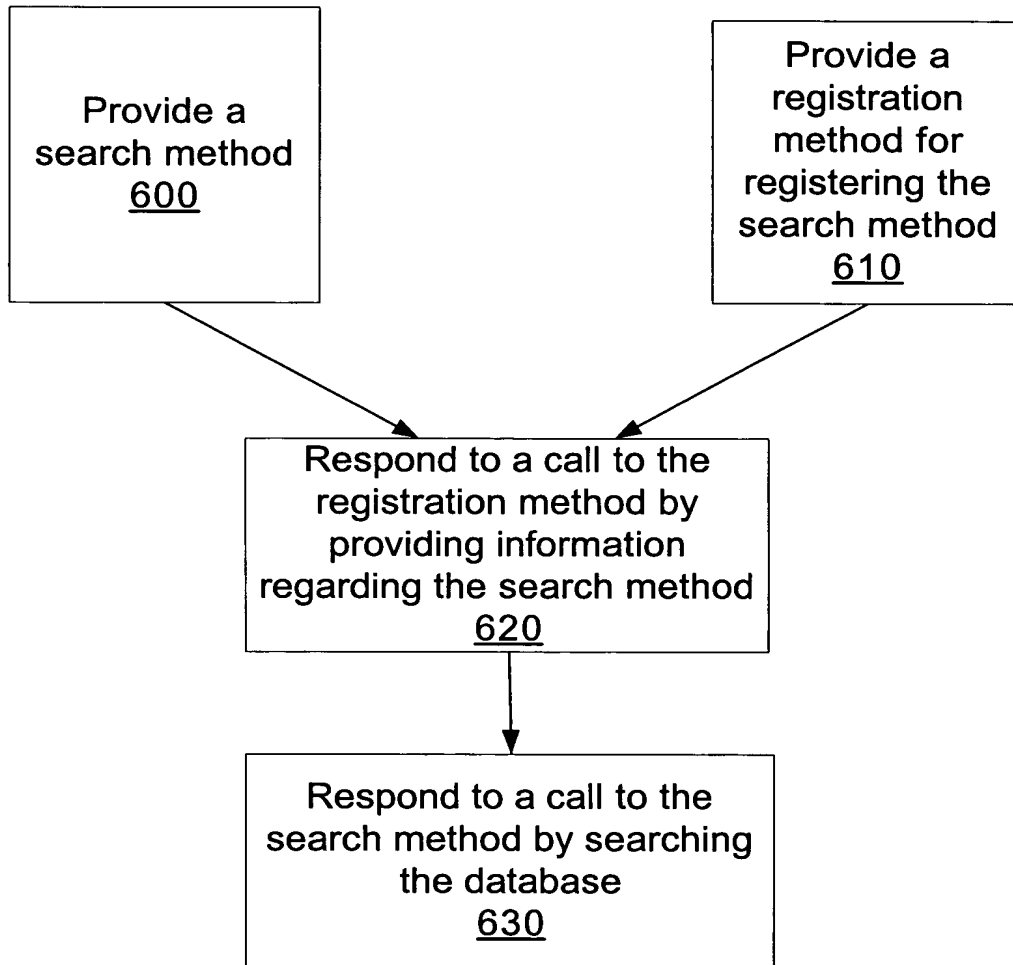 Provide a
search method
600
Provide a
registration
method for
registering the
search method
610
Respond to a call to the
registration method by
providing information
regarding the search method
620
Respond to a call to the
search method by searching
the database
630